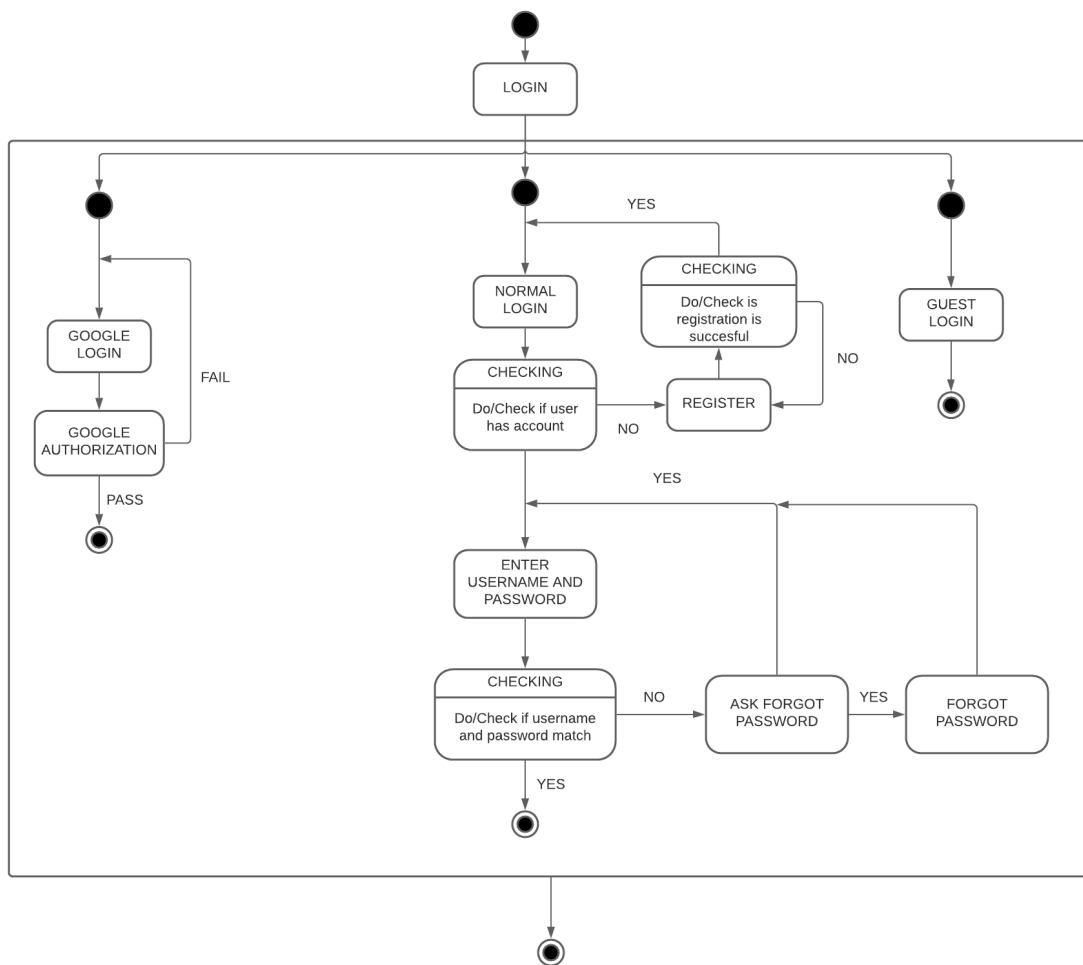 LOGIN
YES
CHECKING
Do/Check is
registration is
succesful
NO
NORMAL
LOGIN
GUEST
LOGIN
GOOGLE
LOGIN
FAIL
CHECKING
Do/Check if user
has account
NO
REGISTER
GOOGLE
AUTHORIZATION
PASS
YES
ENTER
USERNAME AND
PASSWORD
CHECKING
Do/Check if username
and password match
NO
ASK FORGOT
PASSWORD
YES
FORGOT
PASSWORD
YES